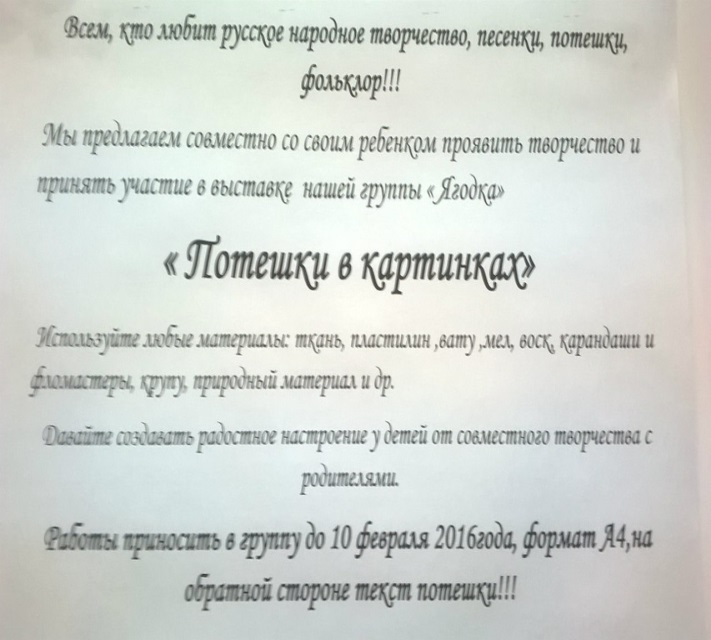 Всем, кто любит русское народное творчество, песенки, потешки,
фольклор!!!
Мы предлагаем совместно со своим ребенком проявить творчество и
принять участие в выставке нашей группы « Ягодка»
« Потешки в картинках»
Используйте любые материалы: ткань, пластилин ,вату ,мел, воск, карандаши и
фломастеры, крупу, природный материал и др.
Давайте создавать радостное настроение у детей от совместного творчества с
родителями.
Работы приносить в группу до 10 февраля 2016года, формат А4,на
обратной стороне текст потешки!!!